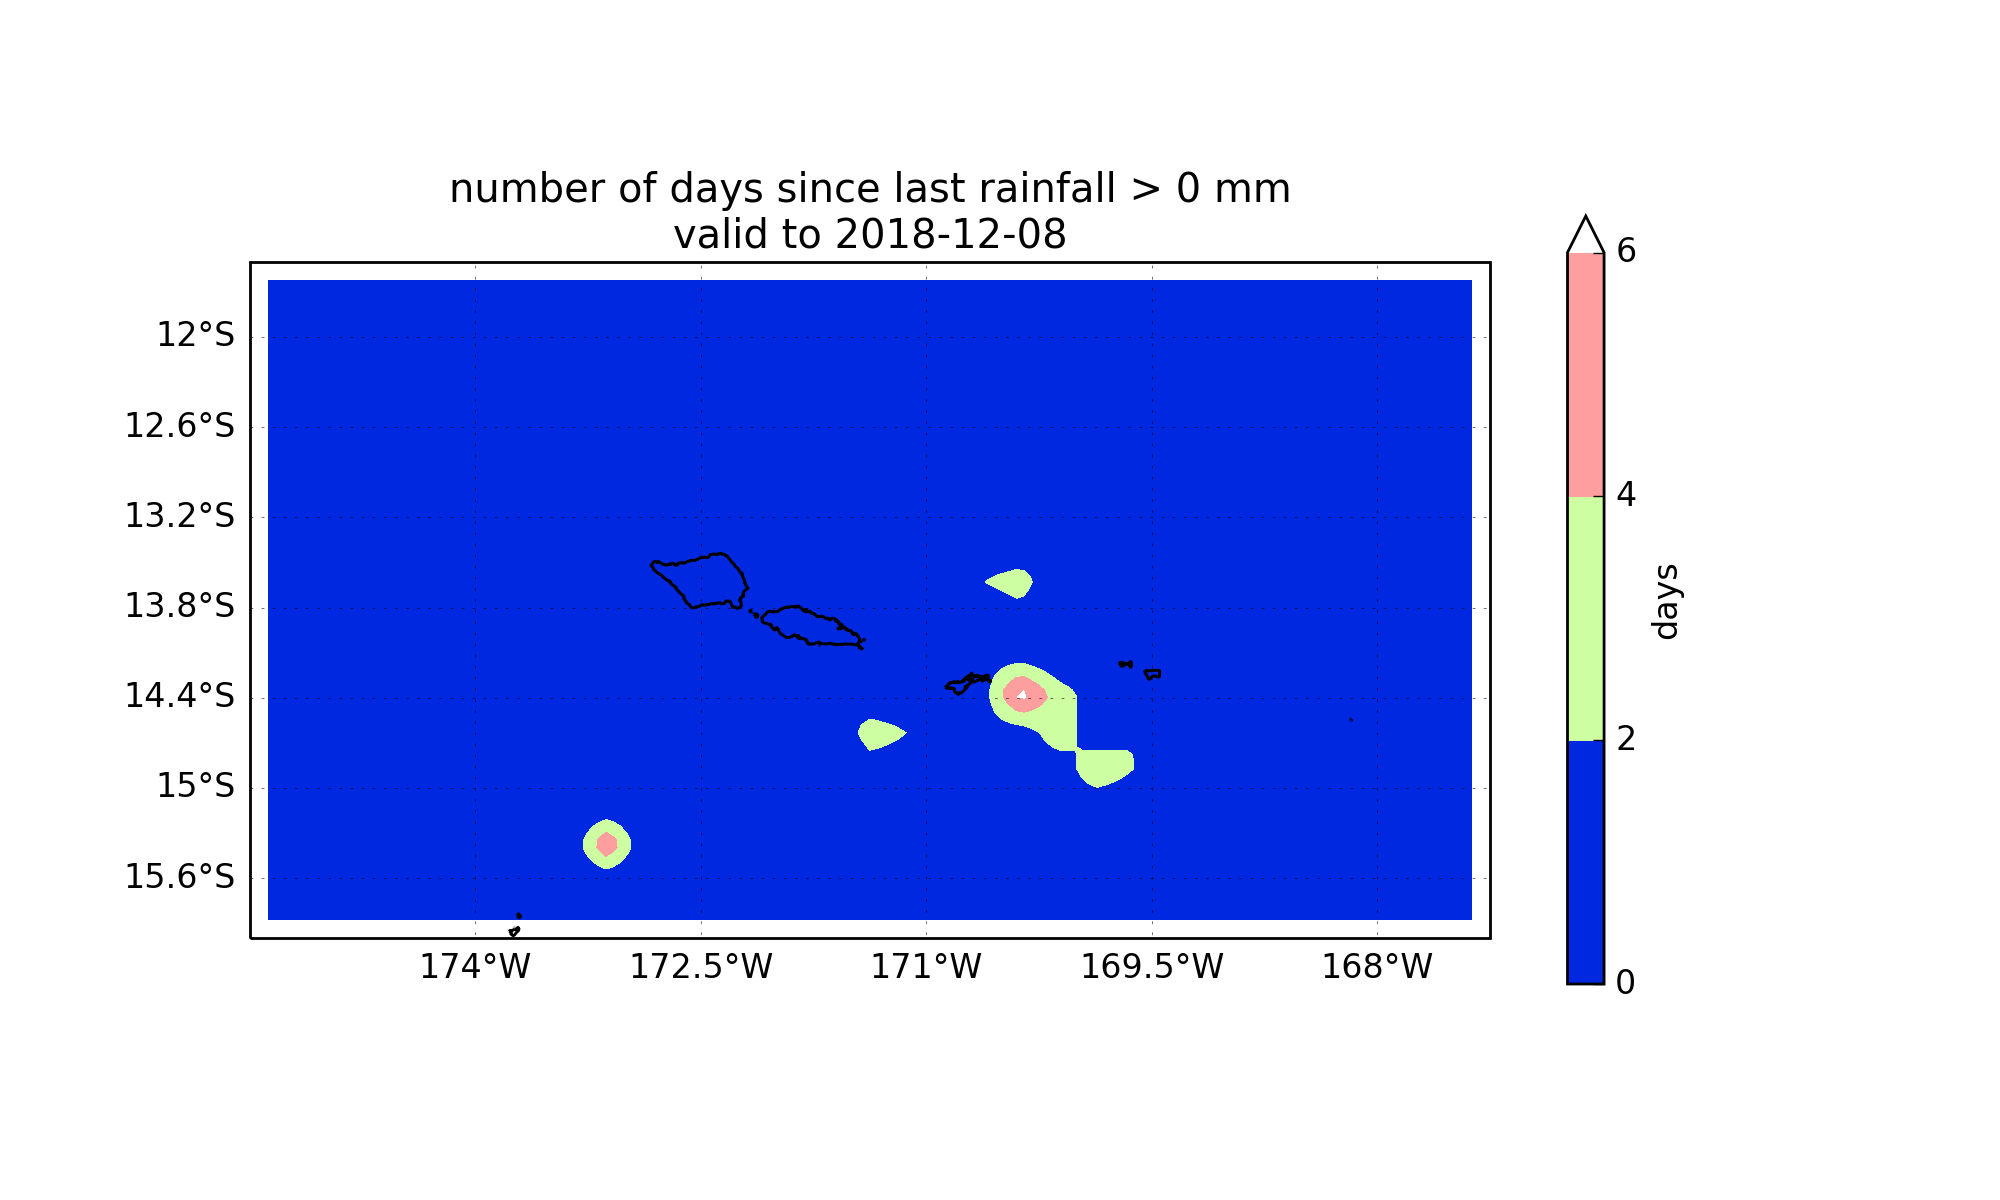 number of days since last rainfall > 0 mm
valid to 2018-12-08
12°S
12.6°S
13.2°S
13.8°S
14.4°S
15°S
15.6°S
174°W 172.5°W 171°W 169.5°W 168°W
6
4
2
0
days